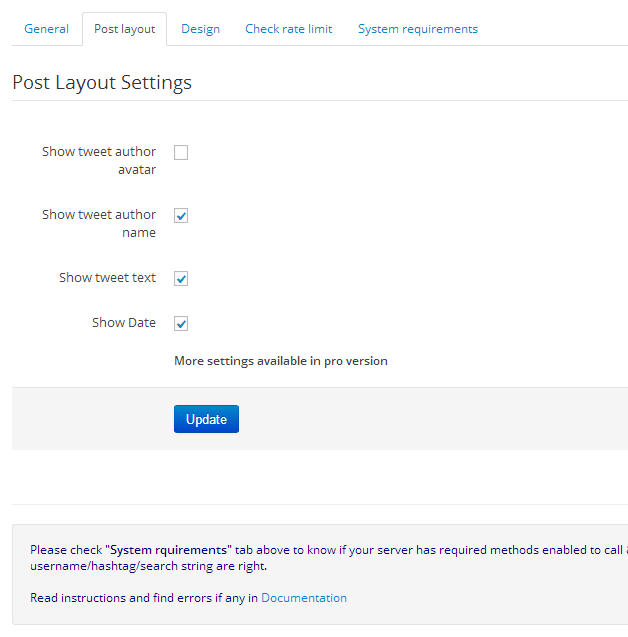 General Post layout Design Check rate limit System requirements
Post Layout Settings
Show tweet author
avatar
Show tweet author
name
Show tweet text
Show Date
More settings available in pro version
Update
Please check "System rquirements" tab above to know if your server has required methods enabled to call
username/hashtag/search string are right.
Read instructions and find errors if any in Documentation